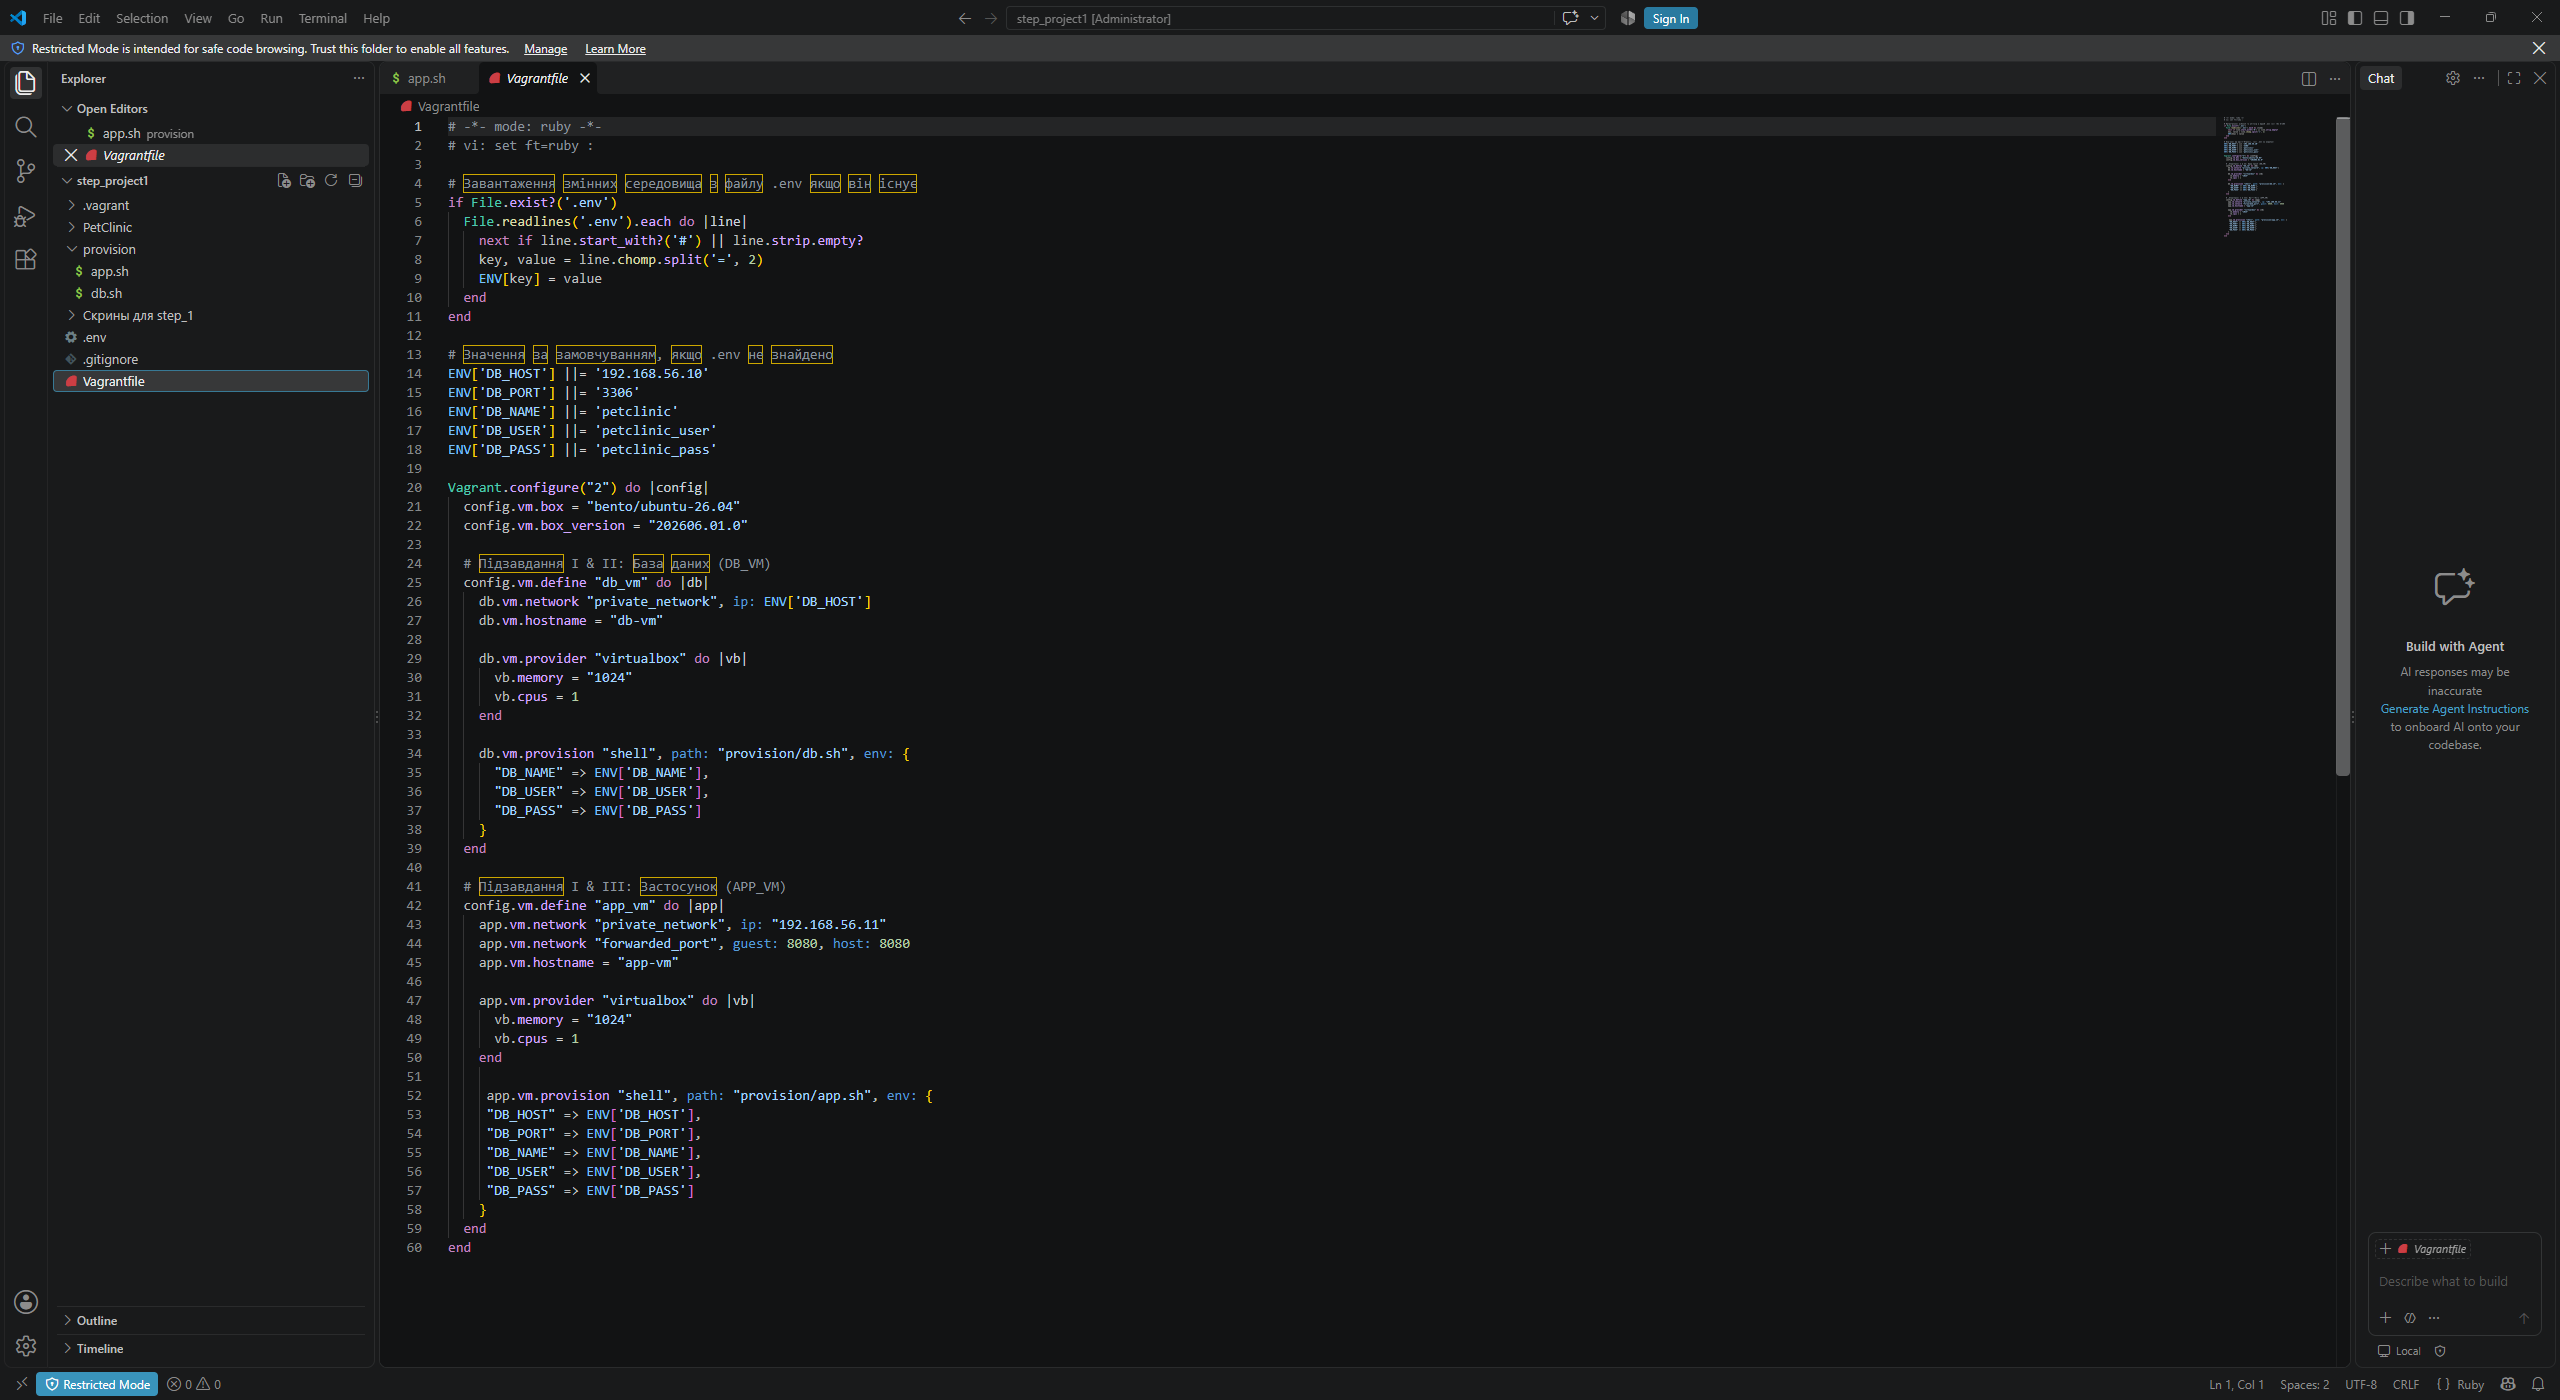 File Edit Selection View Go Run Terminal Help
step_project1 [Administrator]
Sign In
Restricted Mode is intended for safe code browsing. Trust this folder to enable all features. Manage Learn More
Explorer
Open Editors
app.sh provision
Vagrantfile
step_project1
.vagrant
PetClinic
provision
$ app.sh
$ db.sh
Скрины для step_1
.env
.gitignore
Vagrantfile
Outline
Timeline
$ app.sh
Vagrantfile
Vagrantfile
1 # -*- mode: ruby -*-
2 # vi: set ft=ruby :
3
4 # Завантаження змінних середовища з файлу .env якщо він існує
5 if File.exist?('.env')
6 File.readlines('.env').each do |line|
7 next if line.start_with?('#') || line.strip.empty?
8 key, value = line.chomp.split('=', 2)
9 ENV[key] = value
10 end
11 end
12
13 # Значення за замовчуванням, якщо .env не знайдено
14 ENV['DB_HOST'] ||= '192.168.56.10'
15 ENV['DB_PORT'] ||= '3306'
16 ENV['DB_NAME'] ||= 'petclinic'
17 ENV['DB_USER'] ||= 'petclinic_user'
18 ENV['DB_PASS'] ||= 'petclinic_pass'
19
20 Vagrant.configure("2") do |config|
21 config.vm.box = "bento/ubuntu-26.04"
22 config.vm.box_version = "202606.01.0"
23
24 # Підзавдання I & II: База даних (DB_VM)
25 config.vm.define "db_vm" do |db|
26 db.vm.network "private_network", ip: ENV['DB_HOST']
27 db.vm.hostname = "db-vm"
28
29 db.vm.provider "virtualbox" do |vb|
30 vb.memory = "1024"
31 vb.cpus = 1
32 end
33
34 db.vm.provision "shell", path: "provision/db.sh", env: {
35 "DB_NAME" => ENV['DB_NAME'],
36 "DB_USER" => ENV['DB_USER'],
37 "DB_PASS" => ENV['DB_PASS']
38 }
39 end
40
41 # Підзавдання I & III: Застосунок (APP_VM)
42 config.vm.define "app_vm" do |app|
43 app.vm.network "private_network", ip: "192.168.56.11"
44 app.vm.network "forwarded_port", guest: 8080, host: 8080
45 app.vm.hostname = "app-vm"
46
47 app.vm.provider "virtualbox" do |vb|
48 vb.memory = "1024"
49 vb.cpus = 1
50 end
51
52 app.vm.provision "shell", path: "provision/app.sh", env: {
53 "DB_HOST" => ENV['DB_HOST'],
54 "DB_PORT" => ENV['DB_PORT'],
55 "DB_NAME" => ENV['DB_NAME'],
56 "DB_USER" => ENV['DB_USER'],
57 "DB_PASS" => ENV['DB_PASS']
58 }
59 end
60 end
Chat
Build with Agent
AI responses may be
inaccurate
Generate Agent Instructions
to onboard AI onto your
codebase.
Vagrantfile
Describe what to build
Local
Restricted Mode 0 0
Ln 1, Col 1 Spaces: 2 UTF-8 CRLF { } Ruby